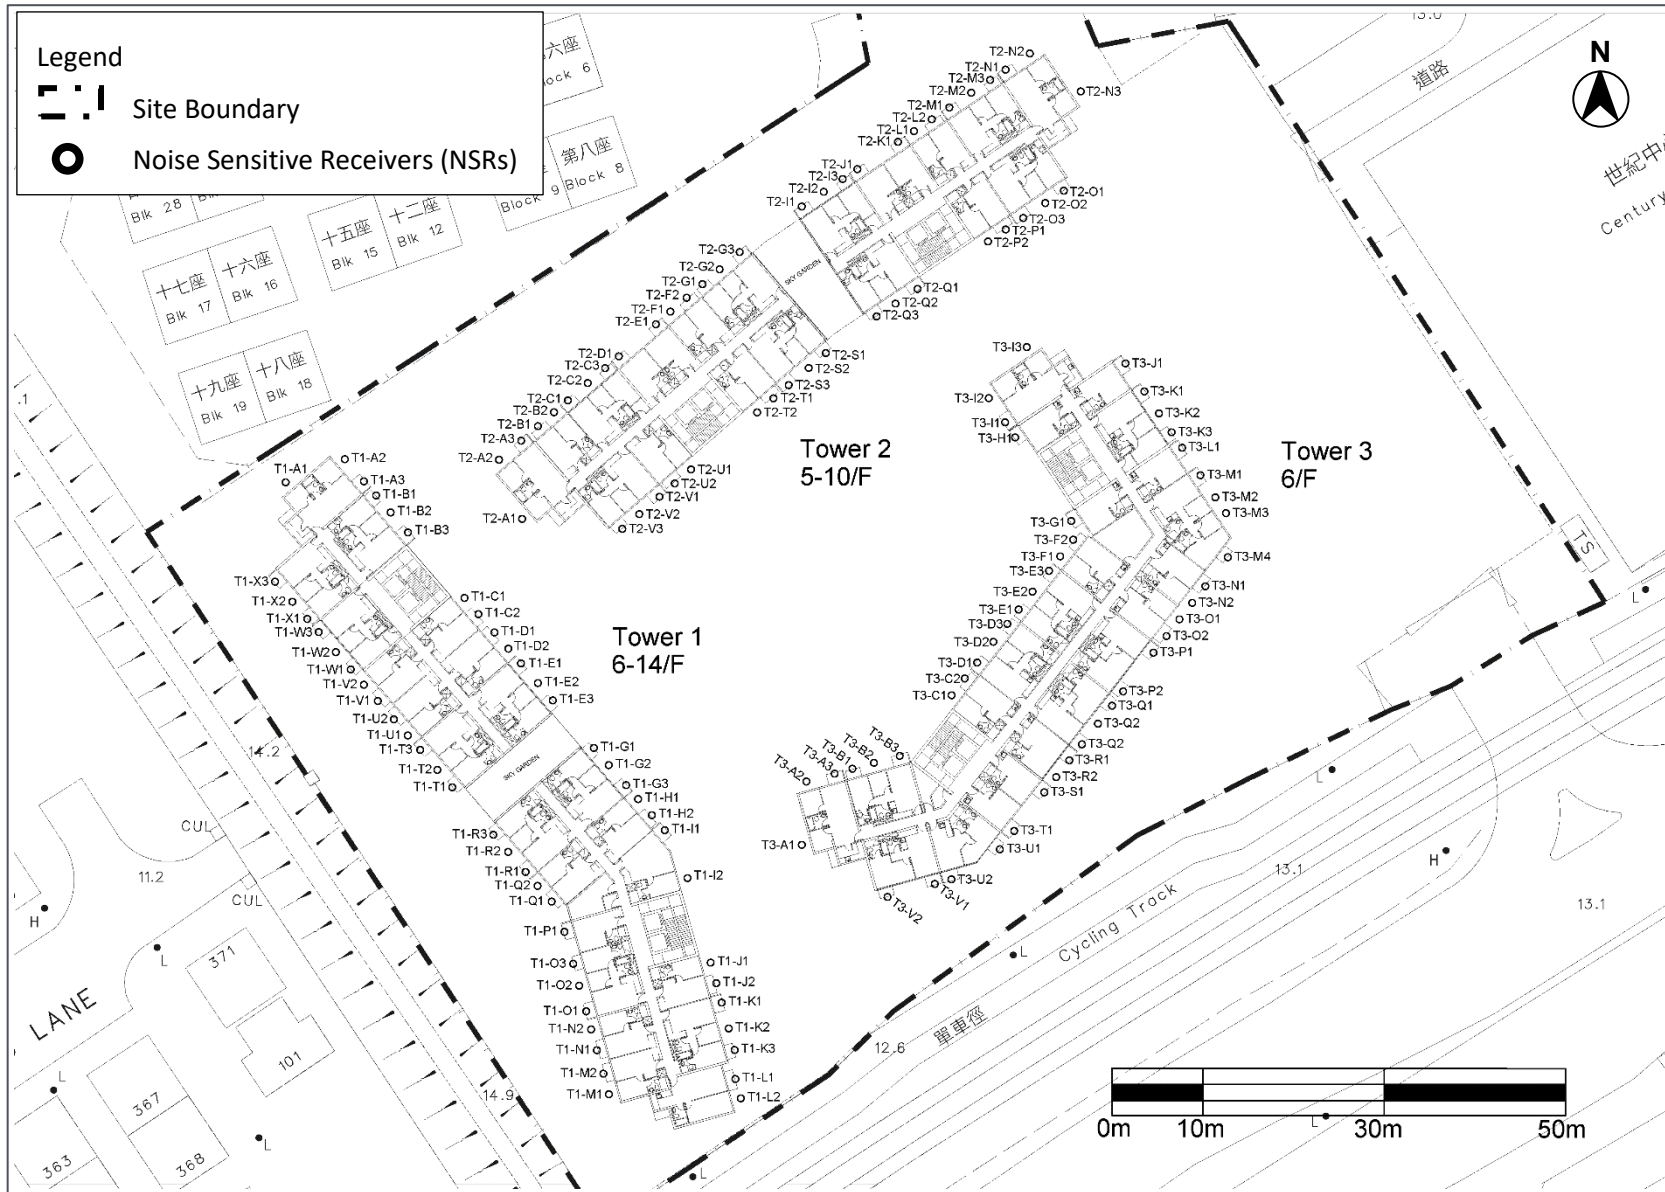 Legend
Site Boundary
Noise Sensitive Receivers (NSRs)
N
13.0
道路
Century
六座
Block 6
第八座
Block 8
Block 9
Blk 28
十五座
Blk 15
十二座
Blk 12
十七座
Blk 17
十六座
Blk 16
十九座
Blk 19
十八座
Blk 18
T2-N2
T2-N1
T2-M3
T2-M2
T2-M1
T2-L2
T2-L1
T2-K1
T2-N3
T2-J1
T2-I3
T2-I2
T2-I1
T2-O1
T2-O2
T2-O3
T2-P1
T2-P2
T2-G3
T2-G2
T2-G1
T2-F2
T2-F1
T2-E1
SKY GARDEN
T2-Q1
T2-Q2
T2-Q3
T2-D1
T2-C3
T2-C2
T2-C1
T2-B2
T2-B1
T2-A3
T2-A2
T2-A1
T2-S1
T2-S2
T2-S3
T2-T1
T2-T2
T2-U1
T2-U2
T2-V1
T2-V2
T2-V3
Tower 2
5-10/F
T3-I3
T3-I2
T3-I1
T3-H1
T3-J1
T3-K1
T3-K2
T3-K3
T3-L1
T3-M1
T3-M2
T3-M3
T3-M4
Tower 3
6/F
T3-G1
T3-F2
T3-F1
T3-E3
T3-E2
T3-E1
T3-D3
T3-D2
T3-D1
T3-C2
T3-C1
T3-N1
T3-N2
T3-O1
T3-O2
T3-P1
T3-P2
T3-Q1
T3-Q2
T3-Q2
T3-R1
T3-R2
T3-S1
T3-T1
T3-U1
T3-U2
T3-V1
T3-V2
T3-B3
T3-B2
T3-B1
T3-A3
T3-A2
T3-A1
TS
L
T1-A1
T1-A2
T1-A3
T1-B1
T1-B2
T1-B3
T1-C1
T1-C2
T1-D1
T1-D2
T1-E1
T1-E2
T1-E3
Tower 1
6-14/F
T1-X3
T1-X2
T1-X1
T1-W3
T1-W2
T1-W1
T1-V2
T1-V1
T1-U2
T1-U1
T1-T3
T1-T2
T1-T1
SKY GARDEN
T1-G1
T1-G2
T1-G3
T1-H1
T1-H2
T1-I1
T1-I2
T1-R3
T1-R2
T1-R1
T1-Q2
T1-Q1
T1-P1
T1-O3
T1-O2
T1-O1
T1-N2
T1-N1
T1-M2
T1-M1
T1-J1
T1-J2
T1-K1
T1-K2
T1-K3
T1-L1
T1-L2
14.2
CUL
11.2
CUL
H
L
371
LANE
101
L
367
363
368
L
14.9
L
12.6
單車徑
Cycling Track
L
13.1
L
H
13.1
L
0m
10m
30m
50m